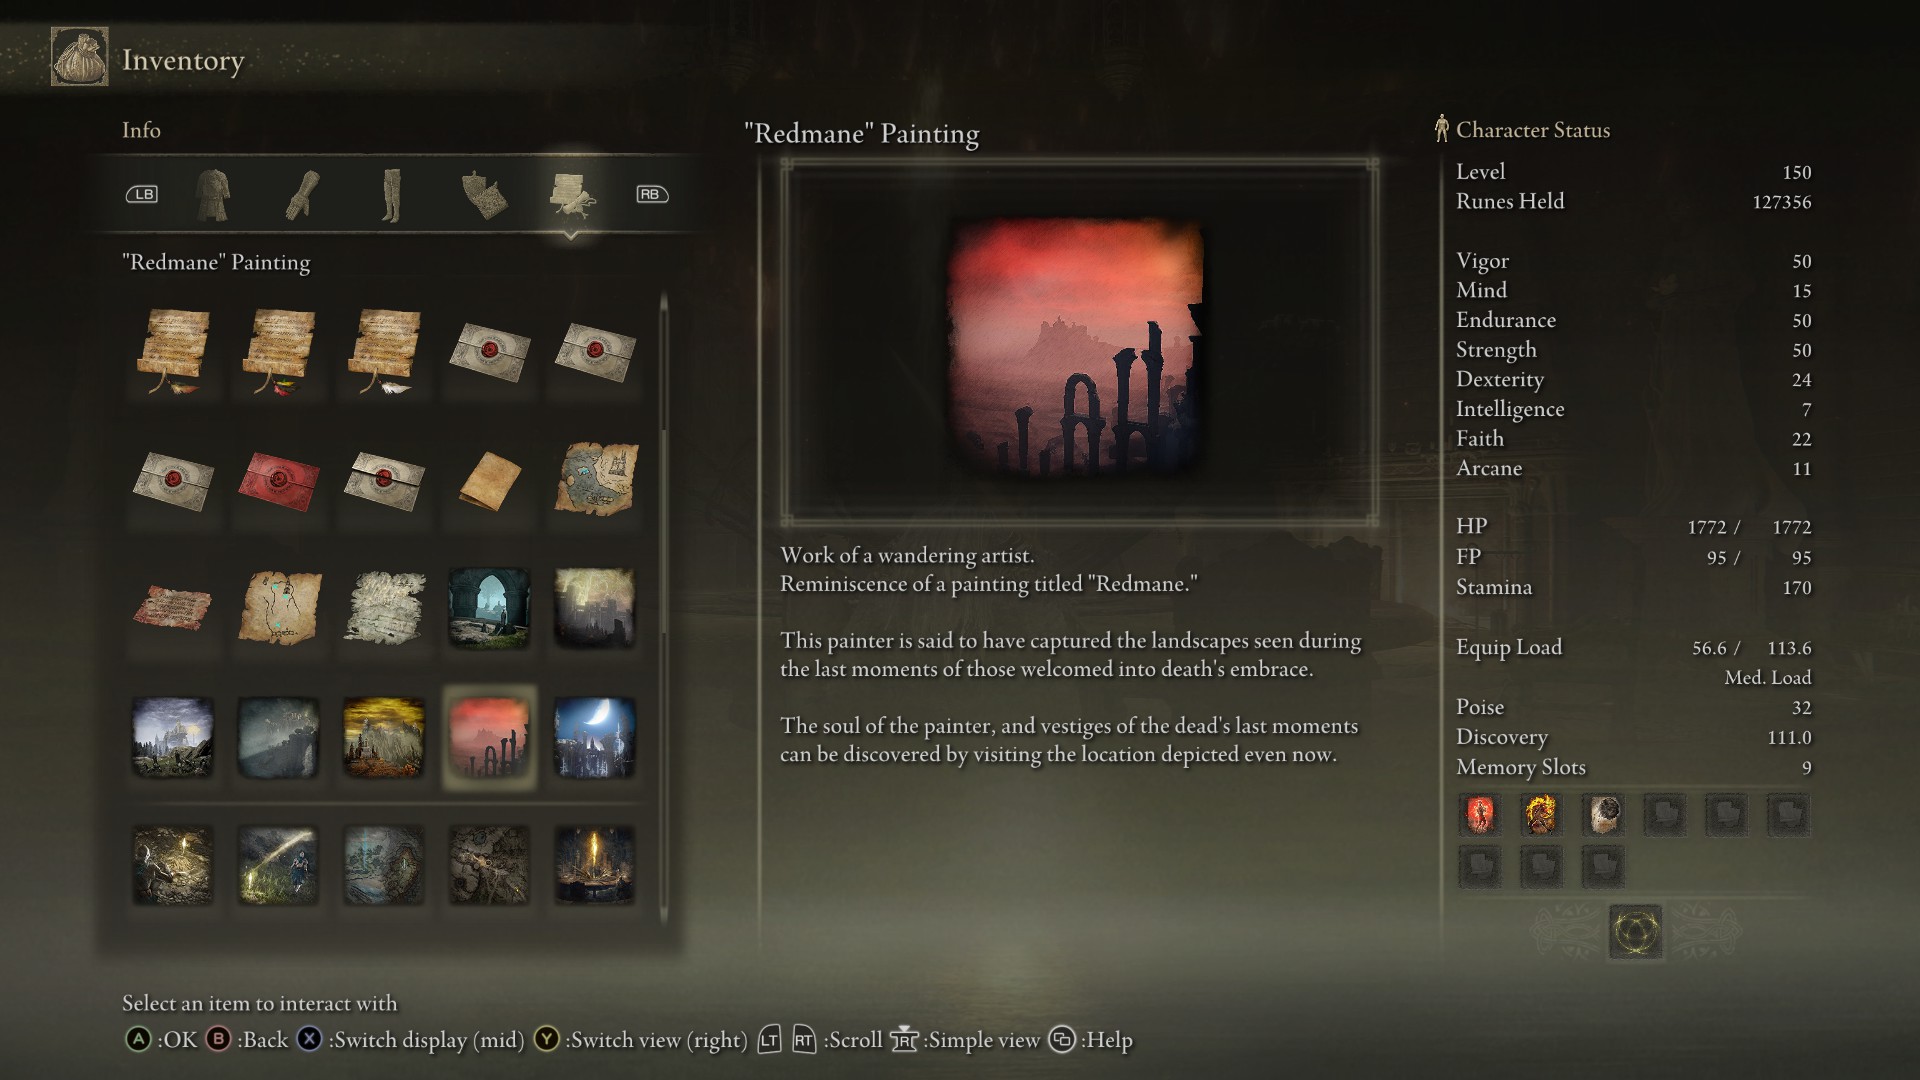 Inventory
Info
LB
RB
"Redmane" Painting
"Redmane" Painting
Work of a wandering artist.
Reminiscence of a painting titled "Redmane."
This painter is said to have captured the landscapes seen during
the last moments of those welcomed into death's embrace.
The soul of the painter, and vestiges of the dead's last moments
can be discovered by visiting the location depicted even now.
Character Status
Level 150
Runes Held 127356
Vigor 50
Mind 15
Endurance 50
Strength 50
Dexterity 24
Intelligence 7
Faith 22
Arcane 11
HP 1772 / 1772
FP 95 / 95
Stamina 170
Equip Load 56.6 / 113.6
Med. Load
Poise 32
Discovery 111.0
Memory Slots 9
Select an item to interact with
A :OK B :Back X :Switch display (mid) Y :Switch view (right) LT RT :Scroll R :Simple view :Help